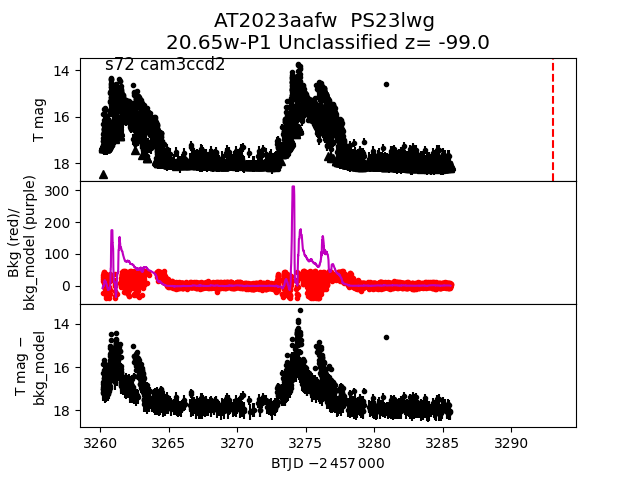 AT2023aafw  PS23lwg
20.65w-P1 Unclassified z= -99.0
s72 cam3ccd2
T mag
14
16
18
Bkg (red)/
bkg_model (purple)
300
200
100
0
T mag −
bkg_model
14
16
18
3260 3265 3270 3275 3280 3285 3290
BTJD −2 457 000